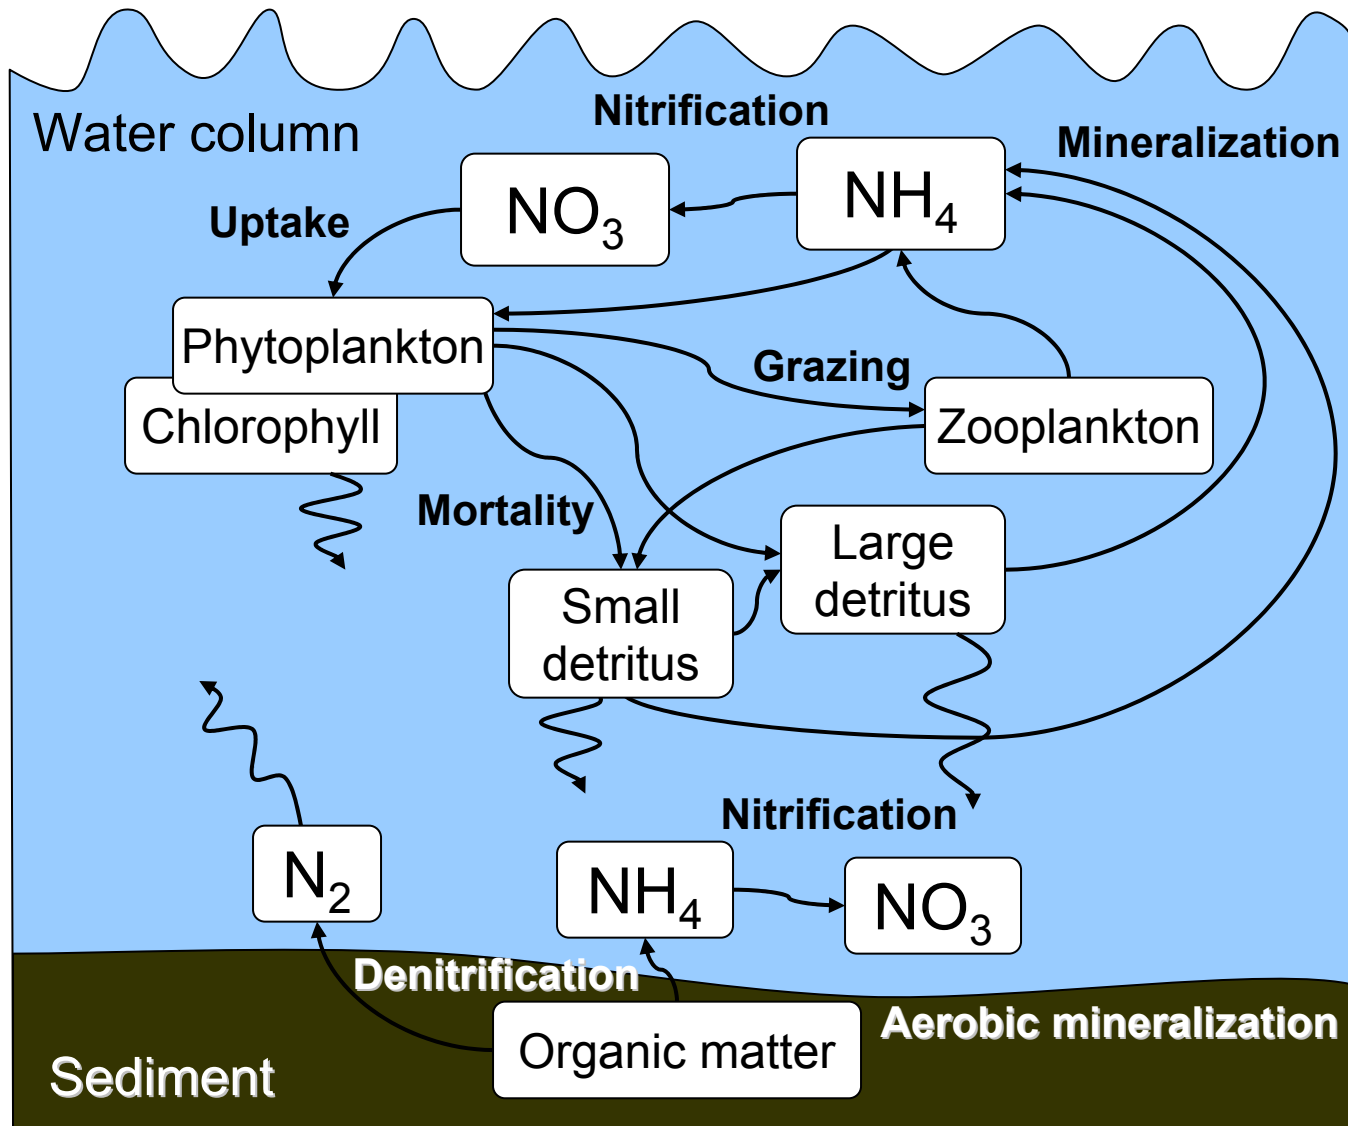 Nitrification
Water column
Mineralization
NO₃
NH₄
Uptake
Phytoplankton
Grazing
Chlorophyll
Zooplankton
Mortality
Large
detritus
Small
detritus
Nitrification
N₂
NH₄
NO₃
Denitrification
Aerobic mineralization
Organic matter
Sediment